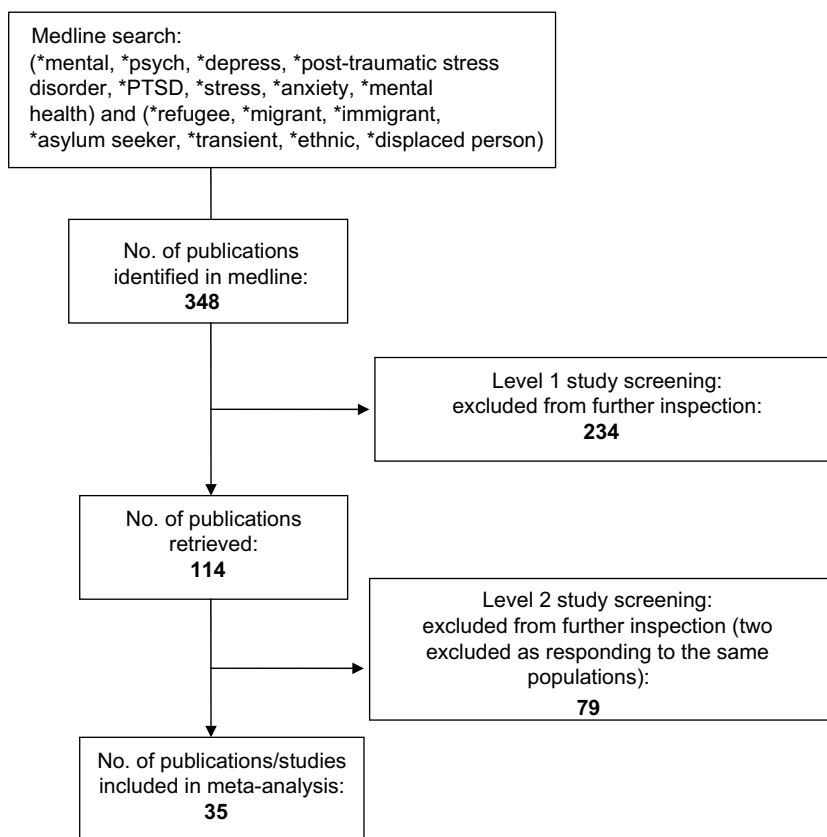 Medline search:
(*mental, *psych, *depress, *post-traumatic stress
disorder, *PTSD, *stress, *anxiety, *mental
health) and (*refugee, *migrant, *immigrant,
*asylum seeker, *transient, *ethnic, *displaced person)
No. of publications
identified in medline:
348
Level 1 study screening:
excluded from further inspection:
234
No. of publications
retrieved:
114
Level 2 study screening:
excluded from further inspection (two
excluded as responding to the same
populations):
79
No. of publications/studies
included in meta-analysis:
35